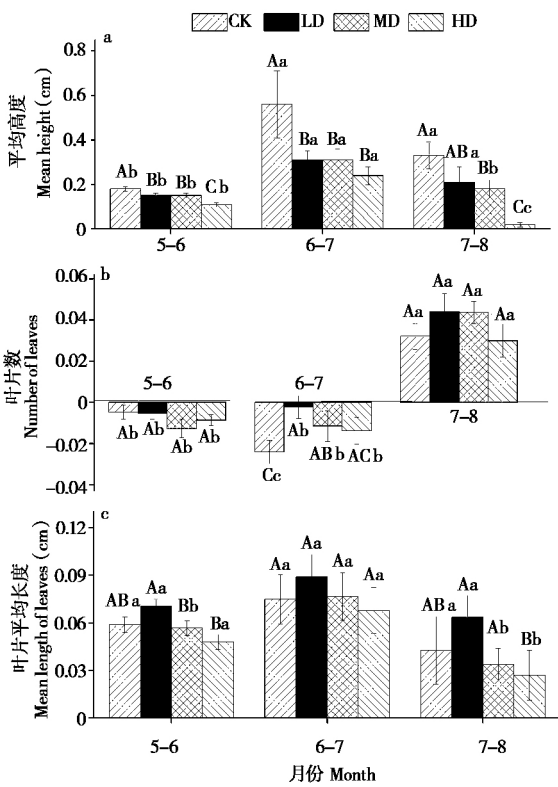 CK LD MD HD
a
平均高度
Mean height (cm)
0.8
0.6
0.4
0.2
0
Ab Bb Bb Cb
Aa Ba Ba Ba
Aa ABa Bb Cc
5-6 6-7 7-8
b
叶片数
Number of leaves
0.06
0.04
0.02
0
-0.02
-0.04
5-6 6-7 7-8
Ab Ab Ab Ab
Cc Ab ABb ACb
Aa Aa Aa Aa
c
叶片平均长度
Mean length of leaves (cm)
0.12
0.09
0.06
0.03
0
ABa Aa Bb Ba
Aa Aa Aa Aa
ABa Aa Ab Bb
5-6 6-7 7-8
月份 Month